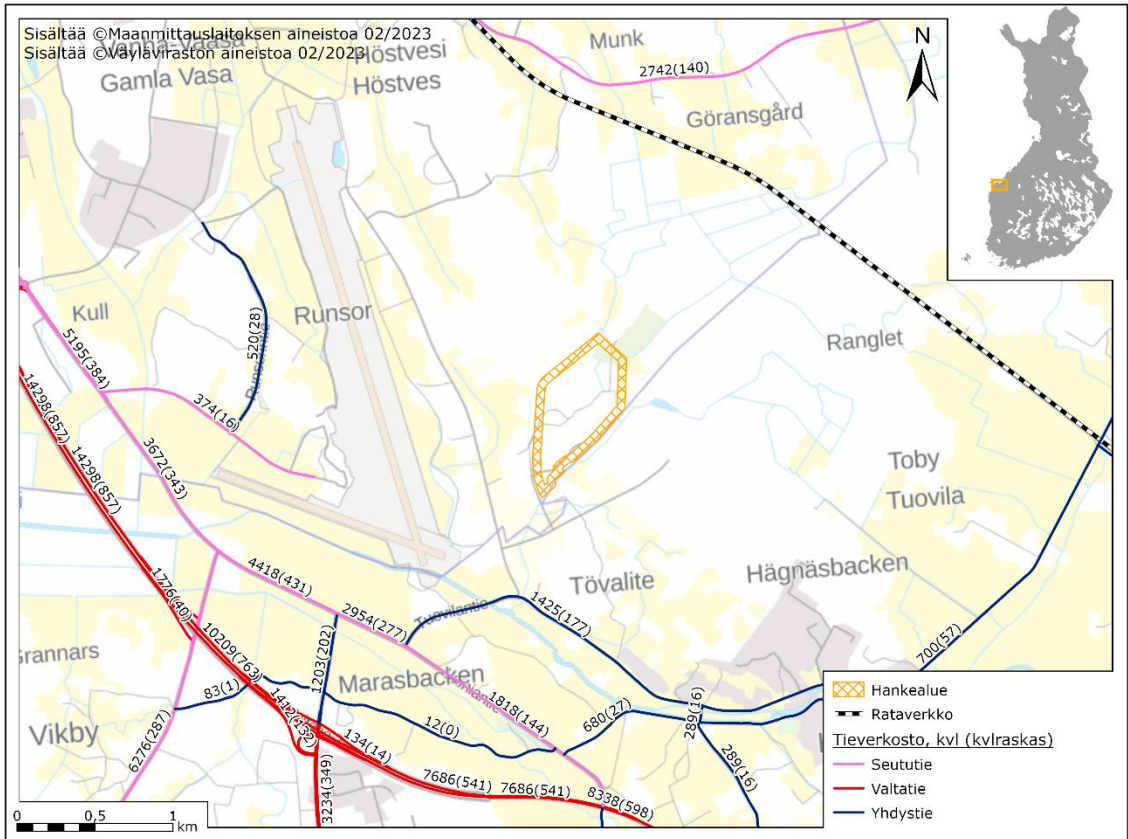 Sisältää ©Maanmittauslaitoksen aineistoa 02/2023
Sisältää ©Väyläviraston aineistoa 02/2023
Vanha-Vaasa
Gamla Vasa
Höstvesi
Höstves
Munk
2742(140)
N
Göransgård
Kull
Runsor
520(28)
5195(384)
374(16)
Ranglet
14298(857)
14298(857)
3672(343)
Toby
Tuovila
Hägnäsbacken
Tövalite
4418(431)
2954(277)
Tuovilantie
1425(177)
1776(40)
10209(763)
1203(202)
700(57)
Marasbacken
83(1)
1412(132)
1818(144)
12(0)
680(27)
289(16)
289(16)
134(14)
Vikby
6276(287)
3234(349)
7686(541)
7686(541)
8338(598)
Hankealue
Rataverkko
Tieverkosto, kvl (kvlraskas)
Seututie
Valtatie
Yhdystie
0 0,5 1
km